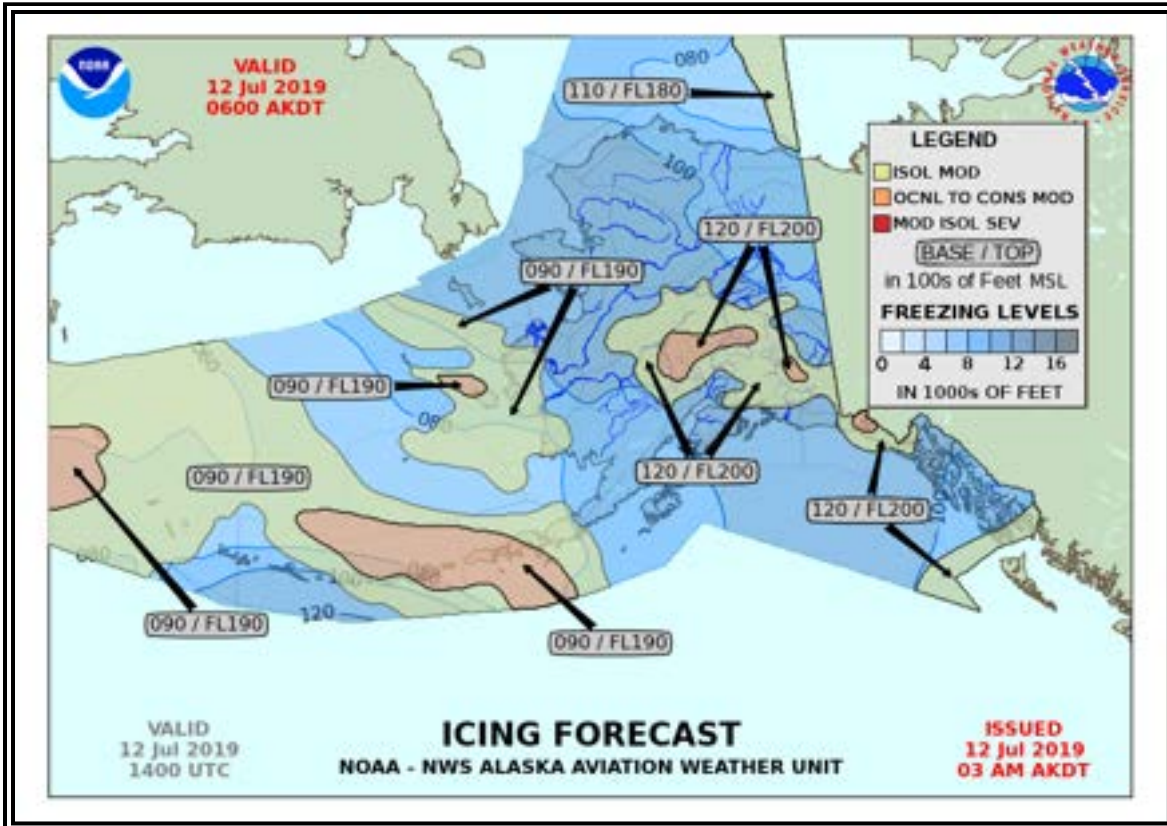 noaa
VALID
12 Jul 2019
0600 AKDT
080
110 / FL180
100
LEGEND
ISOL MOD
OCNL TO CONS MOD
MOD ISOL SEV
BASE / TOP
in 100s of Feet MSL
FREEZING LEVELS
0 4 8 12 16
IN 1000s OF FEET
120 / FL200
090 / FL190
090 / FL190
080
120 / FL200
090 / FL190
120 / FL200
080
100
120
090 / FL190
090 / FL190
VALID
12 Jul 2019
1400 UTC
ICING FORECAST
NOAA - NWS ALASKA AVIATION WEATHER UNIT
ISSUED
12 Jul 2019
03 AM AKDT